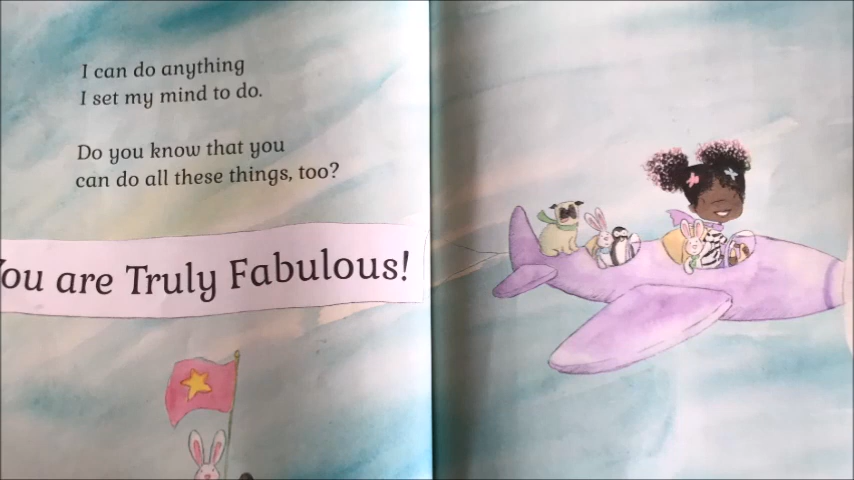 I can do anything
I set my mind to do.
Do you know that you
can do all these things, too?
You are Truly Fabulous!